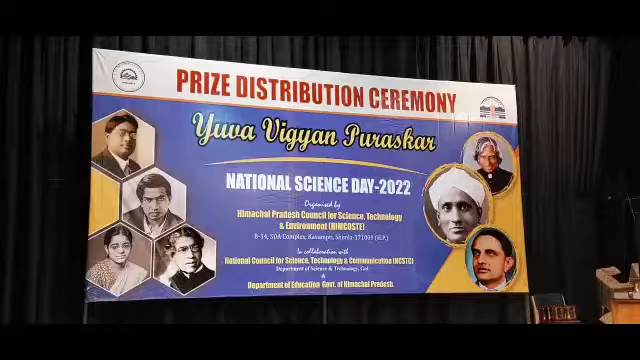 PRIZE DISTRIBUTION CEREMONY
Yuva Vigyan Puraskar
NATIONAL SCIENCE DAY-2022
Organised by
Himachal Pradesh Council for Science, Technology
& Environment (HIMCOSTE)
B-34, SDA Complex, Kasumpti, Shimla-171009 (H.P.)
In collaboration with
National Council for Science, Technology & Communication (NCSTC)
Department of Science & Technology, GoI
&
Department of Education Govt. of Himachal Pradesh.